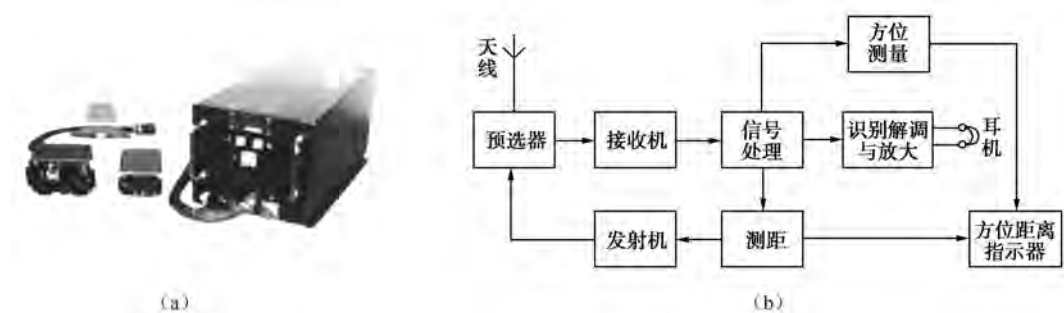 天
线
方位
测量
预选器
接收机
信号
处理
识别解调
与放大
耳
机
发射机
测距
方位距离
指示器
(a)
(b)